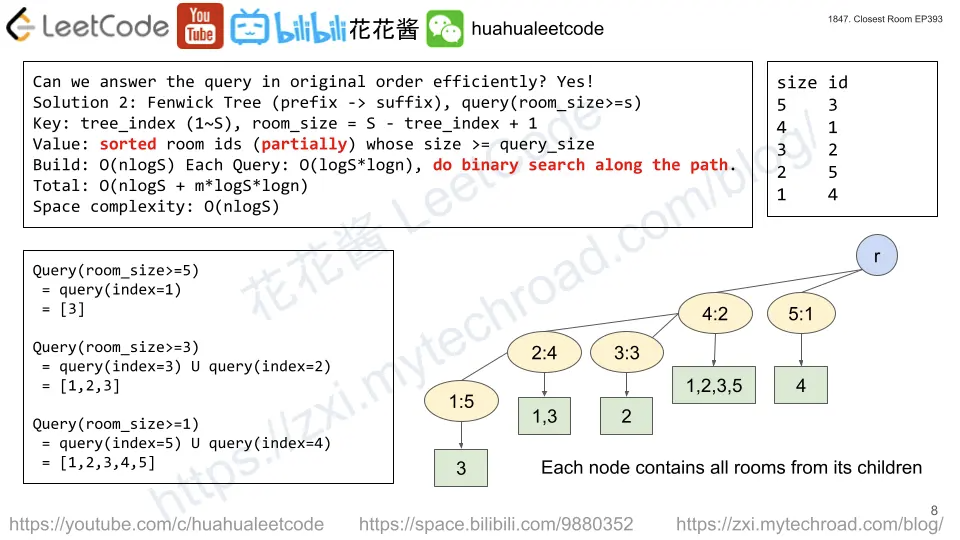 LeetCode
You
Tube
bilibili
花花酱
huahualeetcode
1847. Closest Room EP393
Can we answer the query in original order efficiently? Yes!
Solution 2: Fenwick Tree (prefix -> suffix), query(room_size>=s)
Key: tree_index (1~S), room_size = S - tree_index + 1
Value: sorted room ids (partially) whose size >= query_size
Build: O(nlogS) Each Query: O(logS*logn), do binary search along the path.
Total: O(nlogS + m*logS*logn)
Space complexity: O(nlogS)
size id
5 3
4 1
3 2
2 5
1 4
Query(room_size>=5)
= query(index=1)
= [3]
Query(room_size>=3)
= query(index=3) U query(index=2)
= [1,2,3]
Query(room_size>=1)
= query(index=5) U query(index=4)
= [1,2,3,4,5]
r
4:2
5:1
2:4
3:3
1,2,3,5
4
1:5
1,3
2
3
Each node contains all rooms from its children
花花酱 LeetCode
https://zxi.mytechroad.com/blog/
8
https://youtube.com/c/huahualeetcode
https://space.bilibili.com/9880352
https://zxi.mytechroad.com/blog/